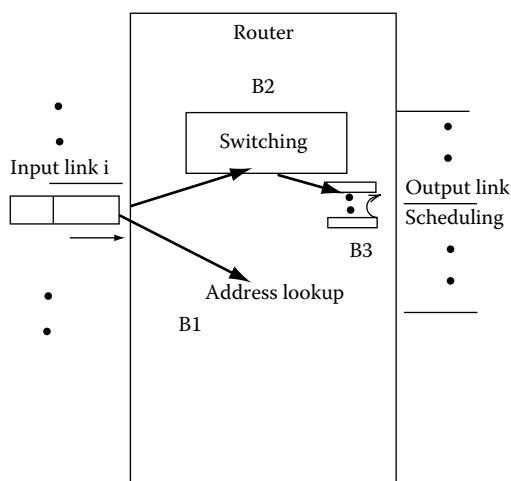 Router
B2
Switching
Input link i
Output link
Scheduling
B3
Address lookup
B1